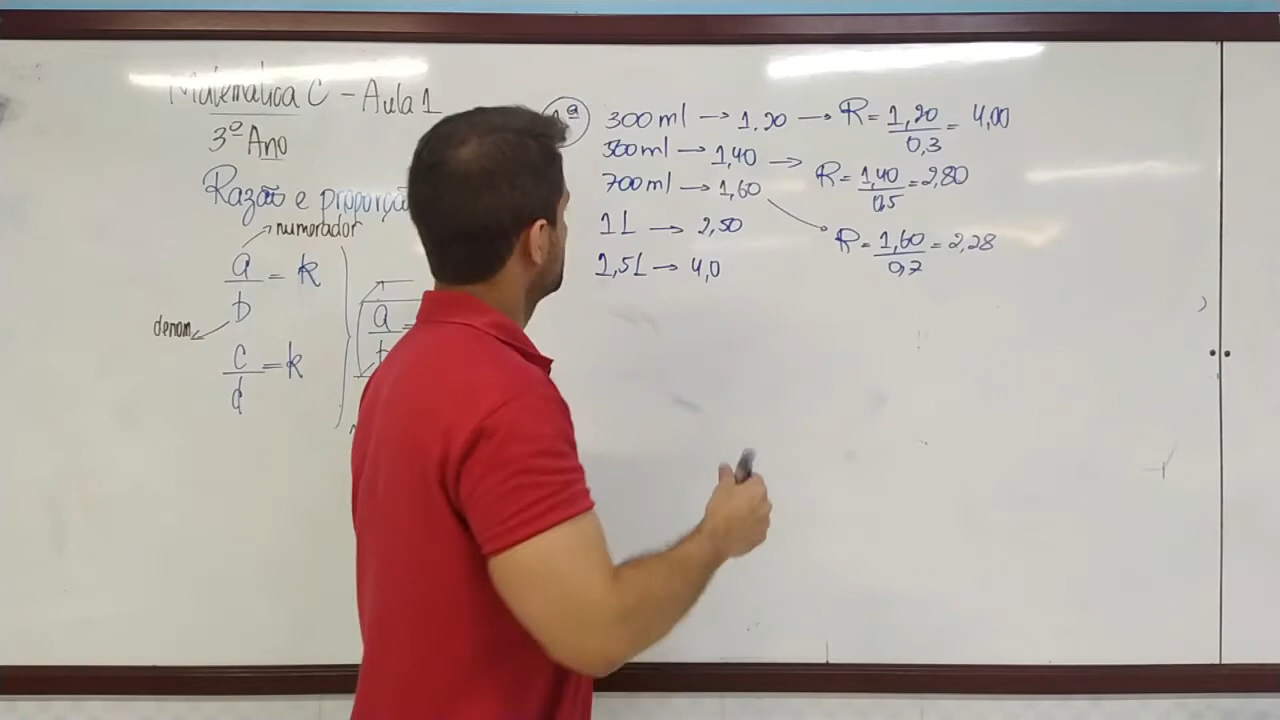 Matemática C - Aula 1
3º Ano
Razão e proporção
numerador
a/b = k
denom.
c/d = k
a/b =
1ª
300 ml → 1.20 → R = 1,20/0,3 = 4,00
500 ml → 1,40 → R = 1,40/0,5 = 2,80
700 ml → 1,60 → R = 1,60/0,7 = 2,28
1L → 2,50
2,5L → 4,0